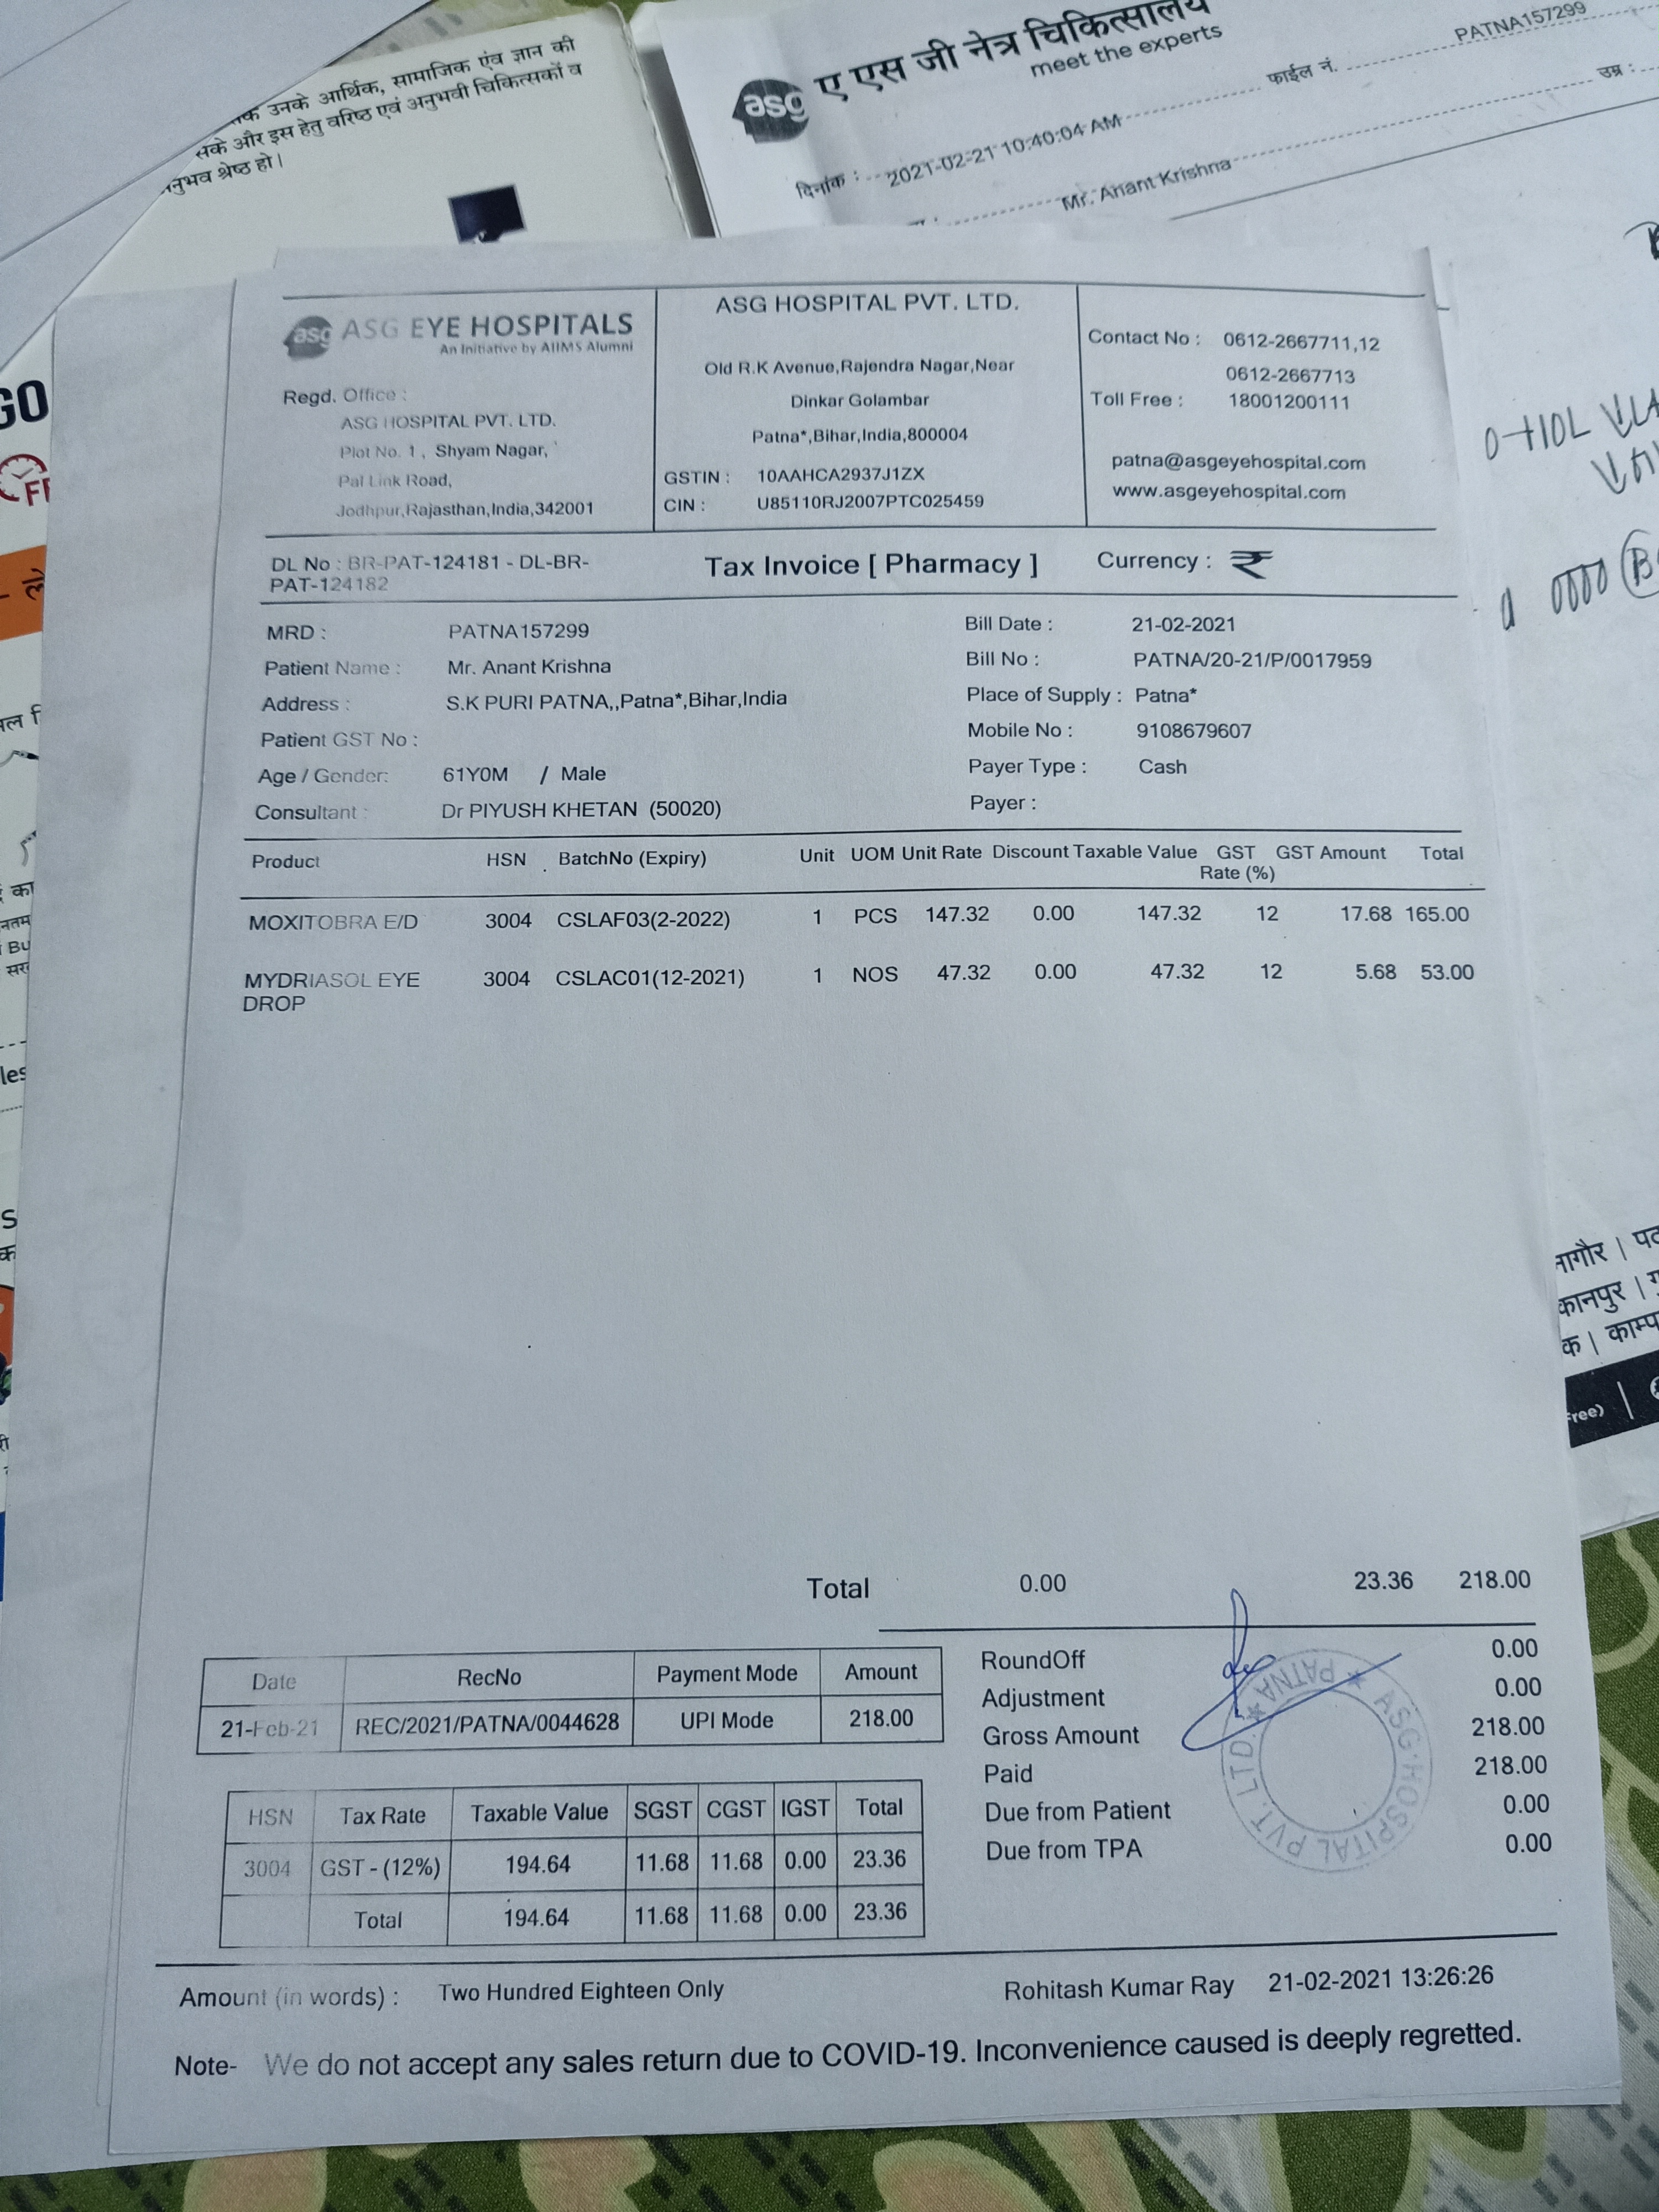 उनके आर्थिक, सामाजिक एंव ज्ञान की
सके और इस हेतु वरिष्ठ एवं अनुभवी चिकित्सकों व
श्रेष्ठ हो।
asg ए एस जी नेत्र चिकित्सालय
meet the experts
दिनांक : 2021-02-21 10:40:04 AM फाईल नं. PATNA157299
Mr. Anant Krishna उम्र :
asg ASG EYE HOSPITALS
An Initiative by AIIMS Alumni
Regd. Office :
ASG HOSPITAL PVT. LTD.
Plot No. 1 , Shyam Nagar,
Pal Link Road,
Jodhpur,Rajasthan,India,342001
ASG HOSPITAL PVT. LTD.
Old R.K Avenue,Rajendra Nagar,Near
Dinkar Golambar
Patna*,Bihar,India,800004
GSTIN : 10AAHCA2937J1ZX
CIN : U85110RJ2007PTC025459
Contact No : 0612-2667711,12
0612-2667713
Toll Free : 18001200111
patna@asgeyehospital.com
www.asgeyehospital.com
DL No : BR-PAT-124181 - DL-BR-
PAT-124182
Tax Invoice [ Pharmacy ]
Currency : ₹
MRD : PATNA157299
Patient Name : Mr. Anant Krishna
Address : S.K PURI PATNA,,Patna*,Bihar,India
Patient GST No :
Age / Gender: 61Y0M / Male
Consultant : Dr PIYUSH KHETAN (50020)
Bill Date : 21-02-2021
Bill No : PATNA/20-21/P/0017959
Place of Supply : Patna*
Mobile No : 9108679607
Payer Type : Cash
Payer :
Product HSN BatchNo (Expiry) Unit UOM Unit Rate Discount Taxable Value GST Rate (%) GST Amount Total
MOXITOBRA E/D 3004 CSLAF03(2-2022) 1 PCS 147.32 0.00 147.32 12 17.68 165.00
MYDRIASOL EYE DROP 3004 CSLAC01(12-2021) 1 NOS 47.32 0.00 47.32 12 5.68 53.00
Total 0.00 23.36 218.00
Date RecNo Payment Mode Amount
21-Feb-21 REC/2021/PATNA/0044628 UPI Mode 218.00
HSN Tax Rate Taxable Value SGST CGST IGST Total
3004 GST - (12%) 194.64 11.68 11.68 0.00 23.36
Total 194.64 11.68 11.68 0.00 23.36
RoundOff 0.00
Adjustment 0.00
Gross Amount 218.00
Paid 218.00
Due from Patient 0.00
Due from TPA 0.00
ASG HOSPITAL PVT. LTD. ★ PATNA ★
Amount (in words) : Two Hundred Eighteen Only
Rohitash Kumar Ray 21-02-2021 13:26:26
Note- We do not accept any sales return due to COVID-19. Inconvenience caused is deeply regretted.
कानपुर |